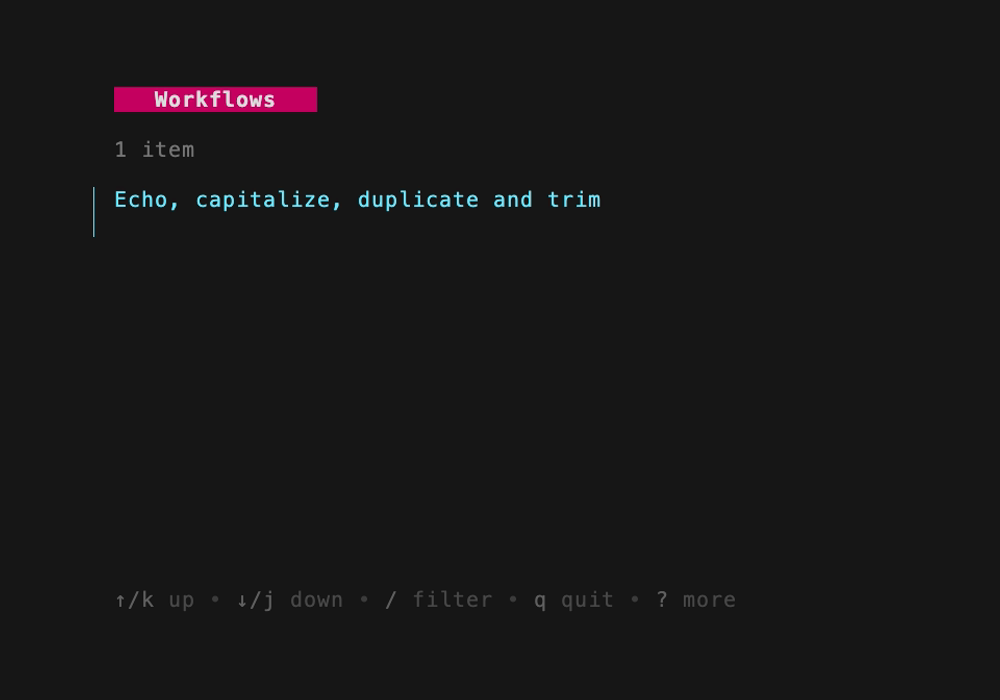 Workflows
1 item
Echo, capitalize, duplicate and trim
↑/k up • ↓/j down • / filter • q quit • ? more